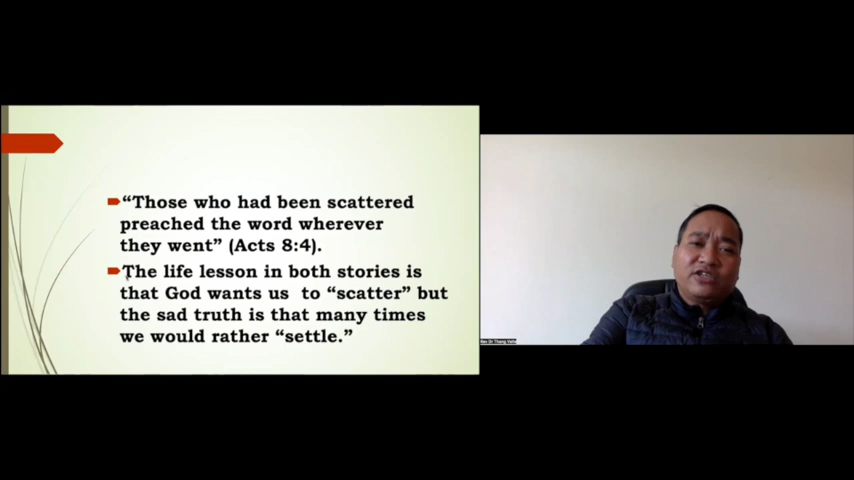 “Those who had been scattered
preached the word wherever
they went” (Acts 8:4).
The life lesson in both stories is
that God wants us to “scatter” but
the sad truth is that many times
we would rather “settle.”